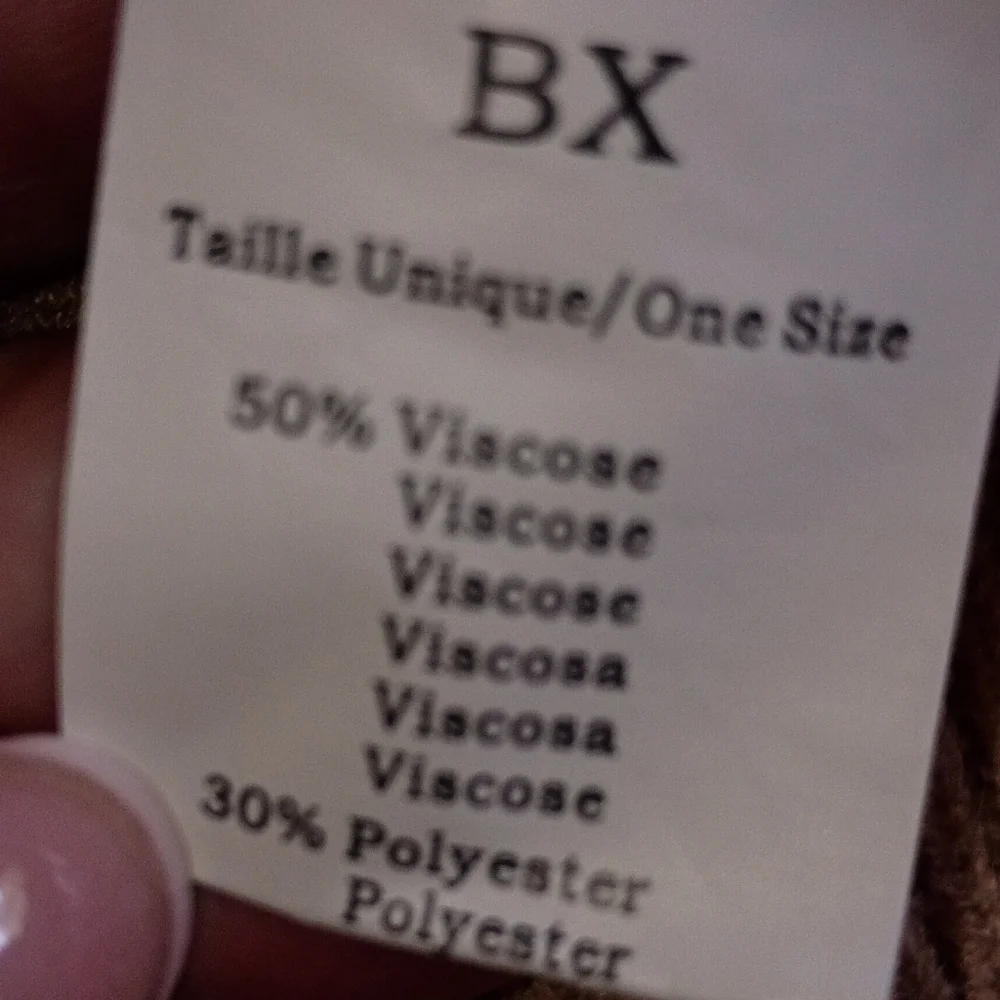 BX
Taille Unique/One Size
50% Viscose
Viscose
Viscose
Viscosa
Viscosa
Viscose
30% Polyester
Polyester